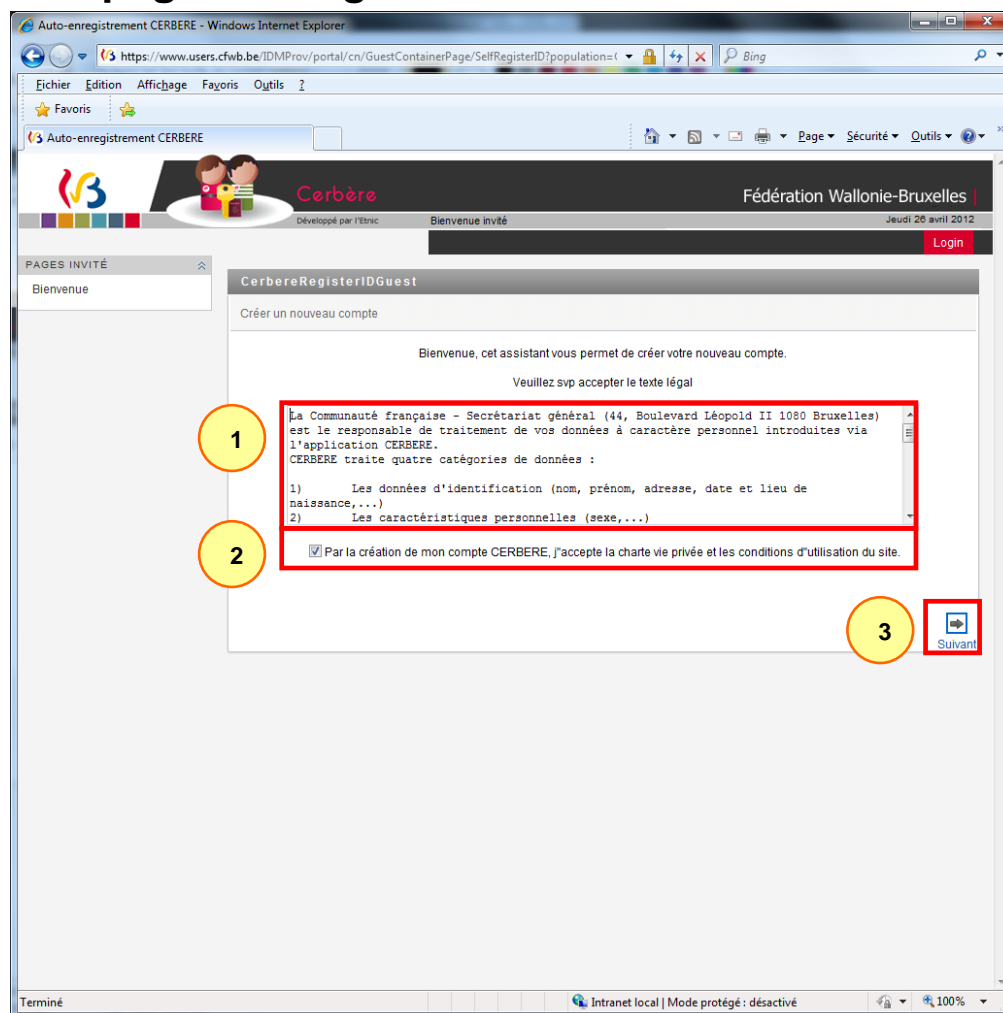 Auto-enregistrement CERBERE - Windows Internet Explorer
https://www.users.cfwb.be/IDMProv/portal/cn/GuestContainerPage/SelfRegisterID?population=
Bing
Fichier Edition Affichage Favoris Outils ?
Favoris
Auto-enregistrement CERBERE
Page Sécurité Outils
Cerbère
Fédération Wallonie-Bruxelles |
Développé par l'Etnic
Bienvenue invité
Jeudi 26 avril 2012
Login
PAGES INVITÉ
Bienvenue
CerbereRegisterIDGuest
Créer un nouveau compte
Bienvenue, cet assistant vous permet de créer votre nouveau compte.
Veuillez svp accepter le texte légal
1
La Communauté française – Secrétariat général (44, Boulevard Léopold II 1080 Bruxelles)
est le responsable de traitement de vos données à caractère personnel introduites via
l'application CERBERE.
CERBERE traite quatre catégories de données :
1) Les données d'identification (nom, prénom, adresse, date et lieu de
naissance,...)
2) Les caractéristiques personnelles (sexe,...)
2
Par la création de mon compte CERBERE, j"accepte la charte vie privée et les conditions d"utilisation du site.
3
Suivant
Terminé
Intranet local | Mode protégé : désactivé
100%